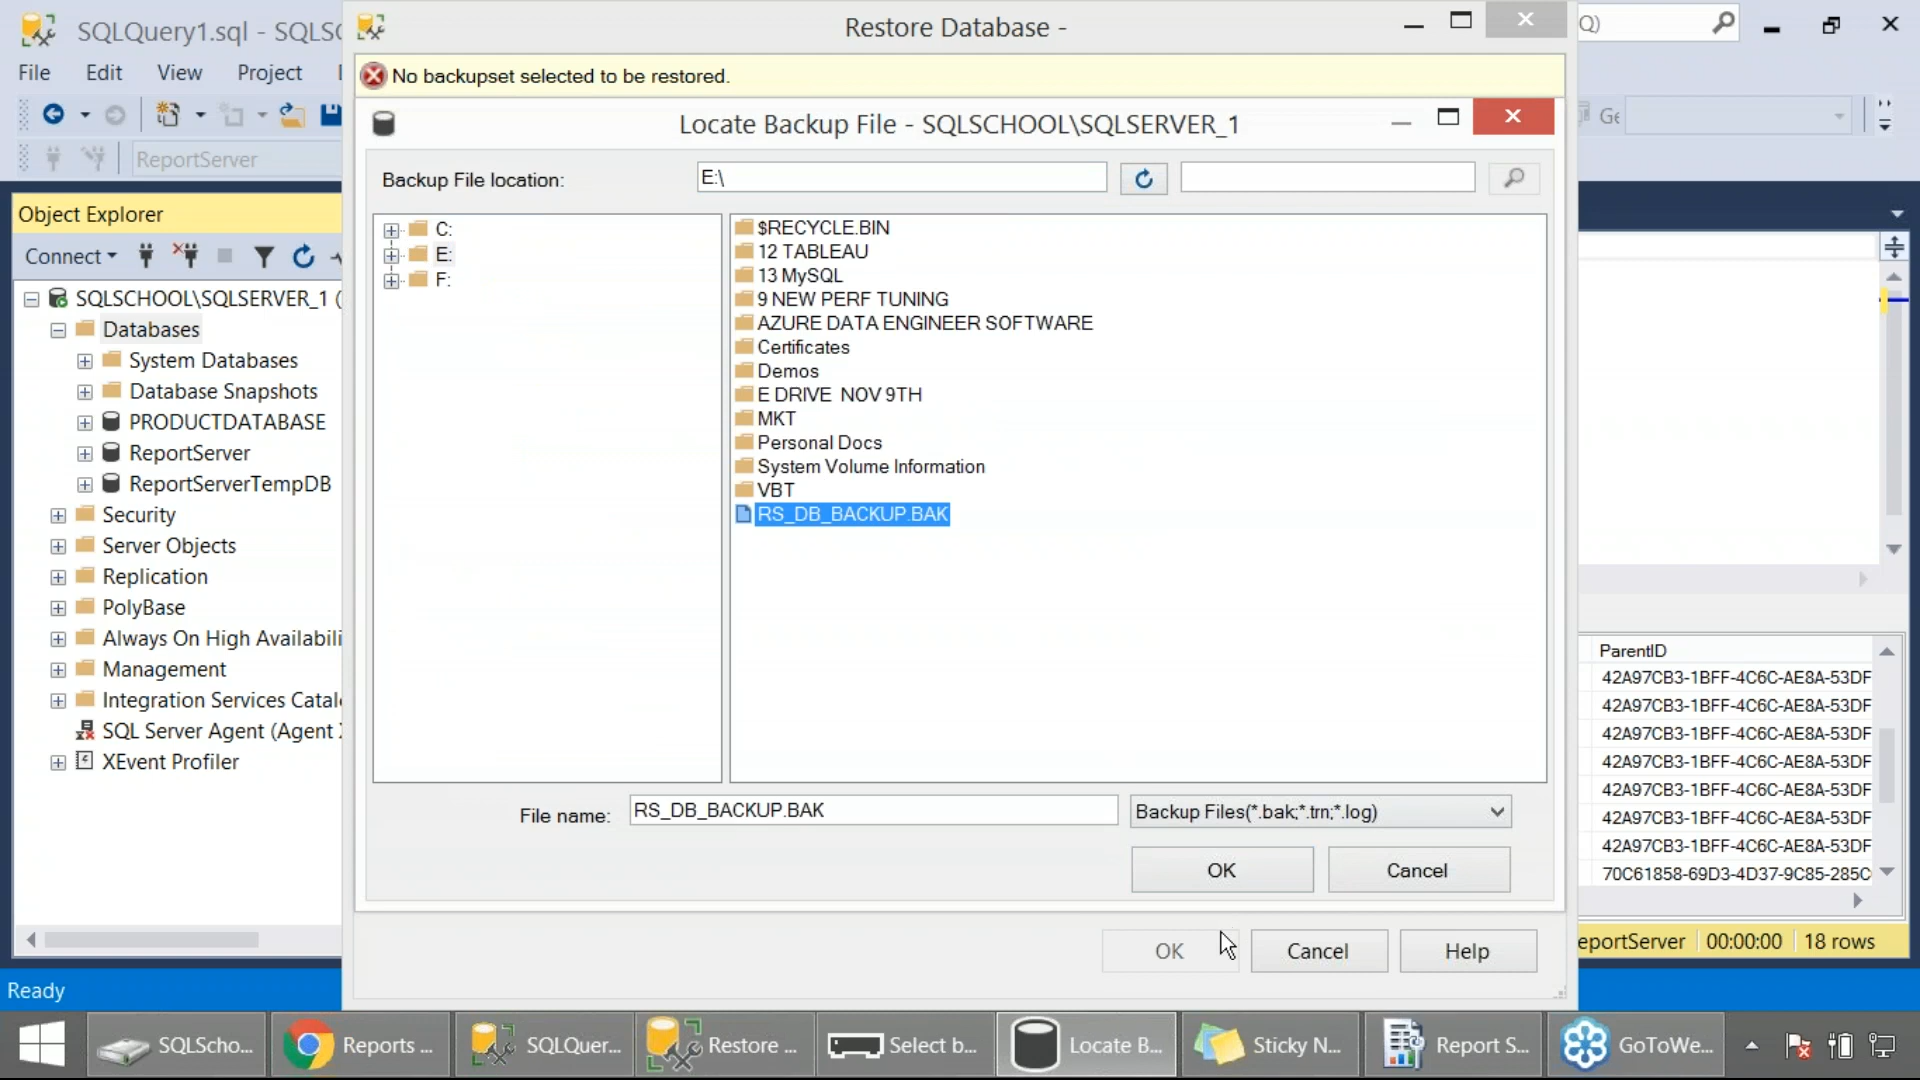 SQLQuery1.sql - SQLSC
Restore Database -
Q)
File Edit View Project
No backupset selected to be restored.
Locate Backup File - SQLSCHOOL\SQLSERVER_1
Ge
ReportServer
Backup File location: E:\
Object Explorer
Connect
C:
E:
F:
$RECYCLE.BIN
12 TABLEAU
13 MySQL
9 NEW PERF TUNING
AZURE DATA ENGINEER SOFTWARE
Certificates
Demos
E DRIVE NOV 9TH
MKT
Personal Docs
System Volume Information
VBT
RS_DB_BACKUP.BAK
SQLSCHOOL\SQLSERVER_1 (
Databases
System Databases
Database Snapshots
PRODUCTDATABASE
ReportServer
ReportServerTempDB
Security
Server Objects
Replication
PolyBase
Always On High Availabili
Management
Integration Services Catal
SQL Server Agent (Agent X
XEvent Profiler
ParentID
42A97CB3-1BFF-4C6C-AE8A-53DF
42A97CB3-1BFF-4C6C-AE8A-53DF
42A97CB3-1BFF-4C6C-AE8A-53DF
42A97CB3-1BFF-4C6C-AE8A-53DF
42A97CB3-1BFF-4C6C-AE8A-53DF
42A97CB3-1BFF-4C6C-AE8A-53DF
42A97CB3-1BFF-4C6C-AE8A-53DF
70C61858-69D3-4D37-9C85-285C
File name: RS_DB_BACKUP.BAK Backup Files(*.bak;*.trn;*.log)
OK Cancel
OK Cancel Help
eportServer 00:00:00 18 rows
Ready
SQLScho... Reports ... SQLQuer... Restore ... Select b... Locate B... Sticky N... Report S... GoToWe...